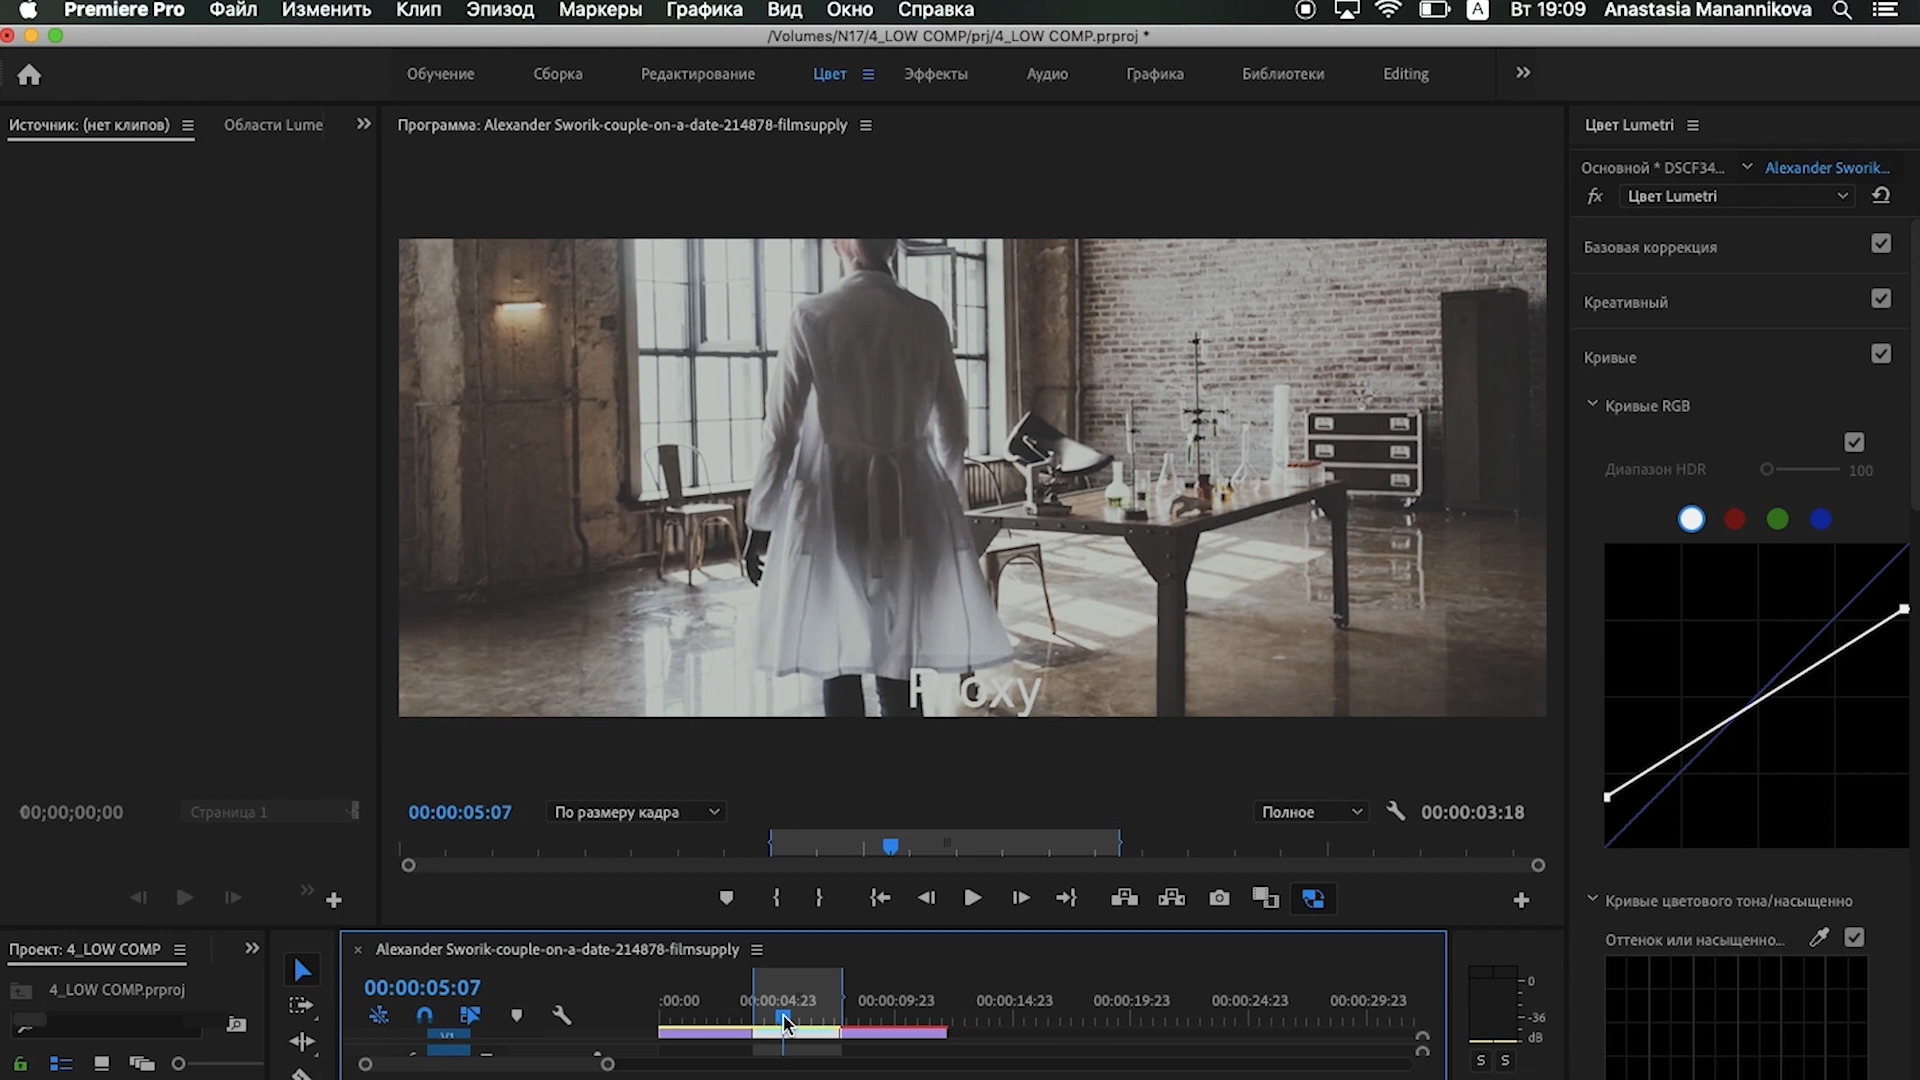 Premiere Pro Файл Изменить Клип Эпизод Маркеры Графика Вид Окно Справка A Вт 19:09 Anastasia Manannikova
/Volumes/N17/4_LOW COMP/prj/4_LOW COMP.prproj *
Обучение Сборка Редактирование Цвет Эффекты Аудио Графика Библиотеки Editing
Источник: (нет клипов) Области Lume
Программа: Alexander Sworik-couple-on-a-date-214878-filmsupply
Цвет Lumetri
Основной * DSCF34... Alexander Sworik...
fx Цвет Lumetri
Базовая коррекция
Креативный
Кривые
Кривые RGB
Диапазон HDR 100
Proxy
00;00;00;00 Страница 1
00:00:05:07 По размеру кадра Полное 00:00:03:18
Кривые цветового тона/насыщенно
Оттенок или насыщенно...
Проект: 4_LOW COMP
4_LOW COMP.prproj
Alexander Sworik-couple-on-a-date-214878-filmsupply
00:00:05:07
:00:00 00:00:04:23 00:00:09:23 00:00:14:23 00:00:19:23 00:00:24:23 00:00:29:23
V1
0
-36
dB
S S